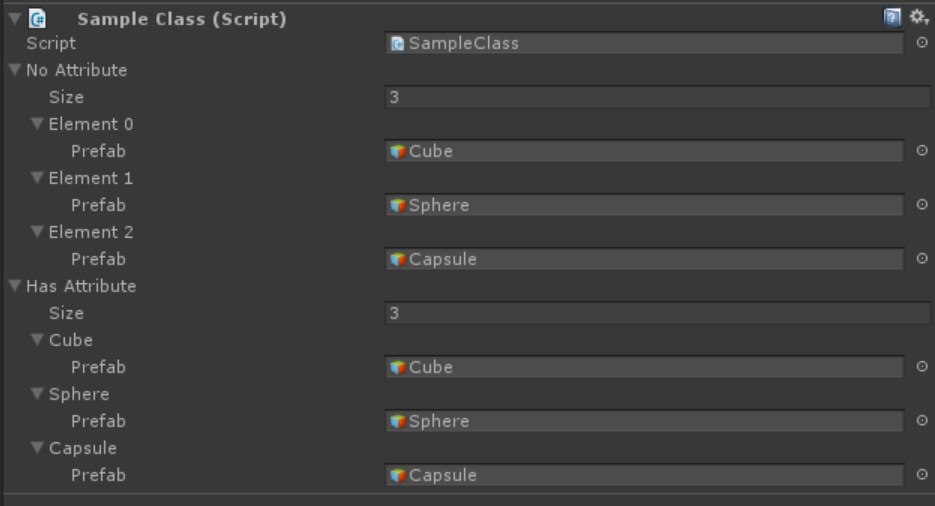 Sample Class (Script)
Script SampleClass
No Attribute
Size 3
Element 0
Prefab Cube
Element 1
Prefab Sphere
Element 2
Prefab Capsule
Has Attribute
Size 3
Cube
Prefab Cube
Sphere
Prefab Sphere
Capsule
Prefab Capsule